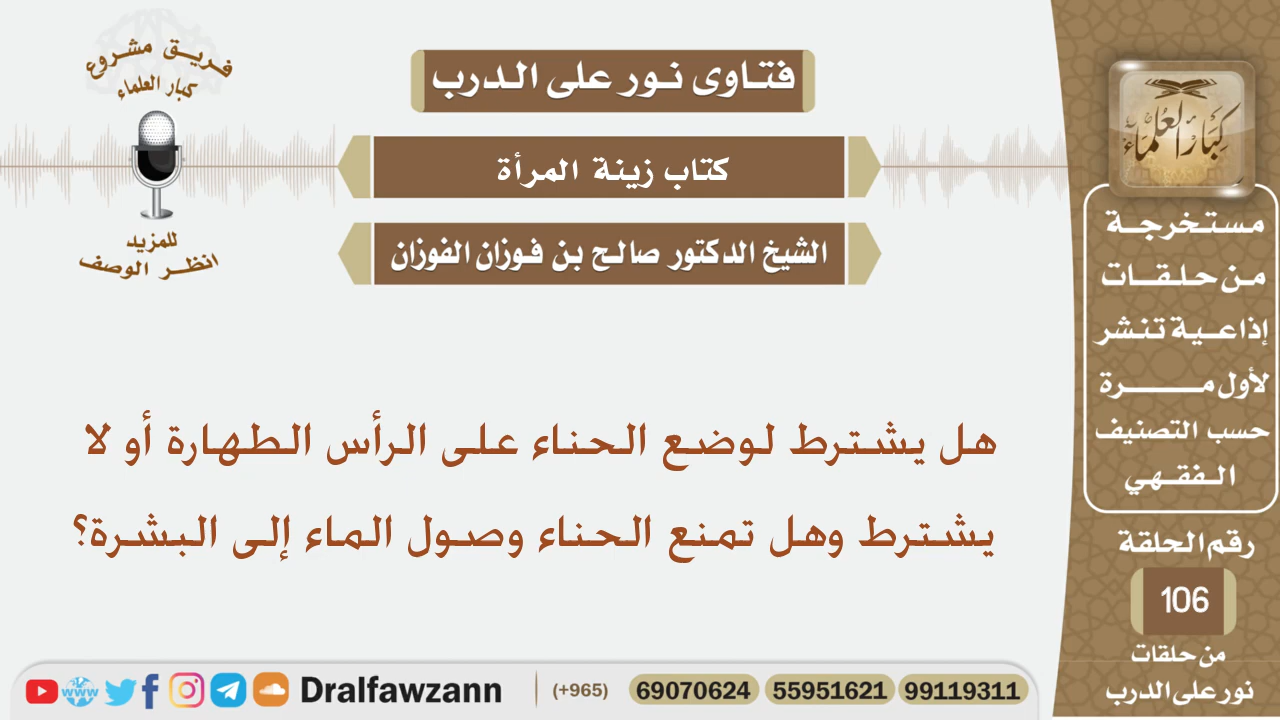 فريق مشروع
كبار العلماء
للمزيد
انظر الوصف
فتاوى نور على الدرب
كتاب زينة المرأة
الشيخ الدكتور صالح بن فوزان الفوزان
هل يشترط لوضع الحناء على الرأس الطهارة أو لا
يشترط وهل تمنع الحناء وصول الماء إلى البشرة؟
كبار العلماء
مستخرجة
من حلقات
إذاعية تنشر
لأول مرة
حسب التصنيف
الفقهي
رقم الحلقة
106
من حلقات
نور على الدرب
www
Dralfawzann
(+965)
69070624
55951621
99119311